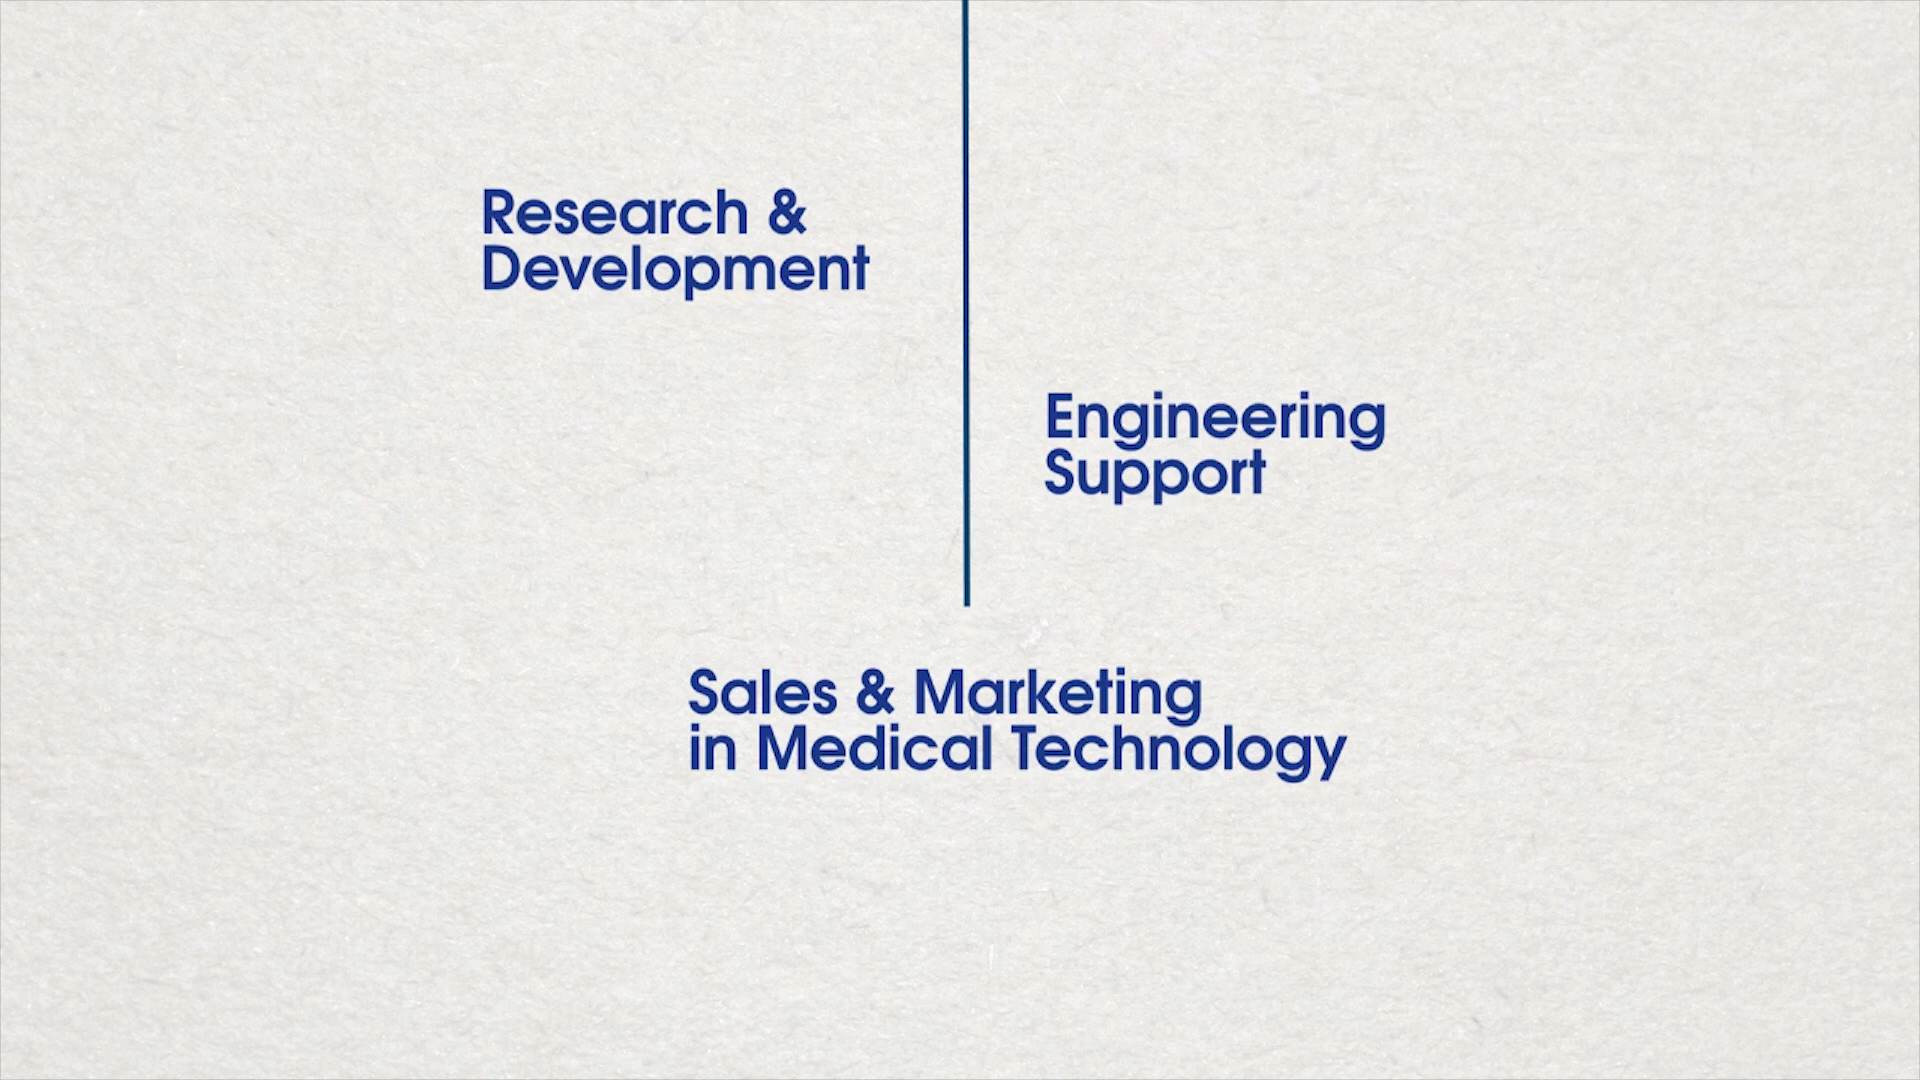 Research &
Development
Engineering
Support
Sales & Marketing
in Medical Technology